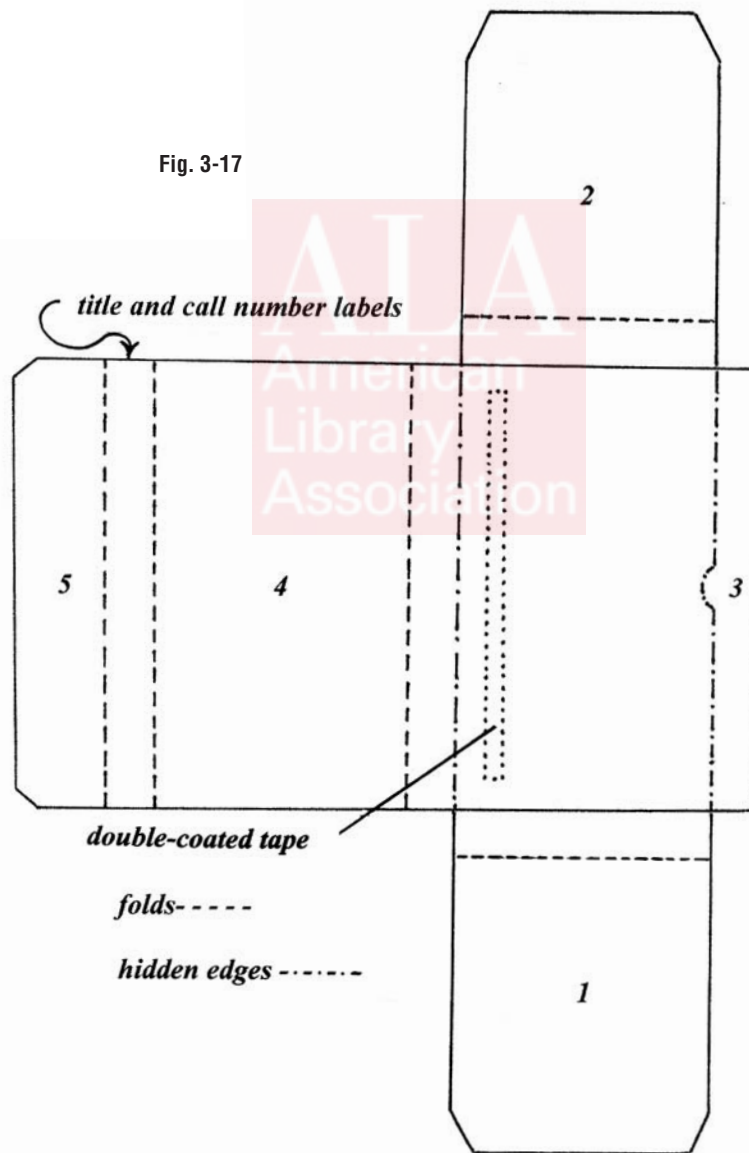 Fig. 3-17
2
ALA
American
Library
Association
title and call number labels
5
4
3
double-coated tape
folds
hidden edges
1